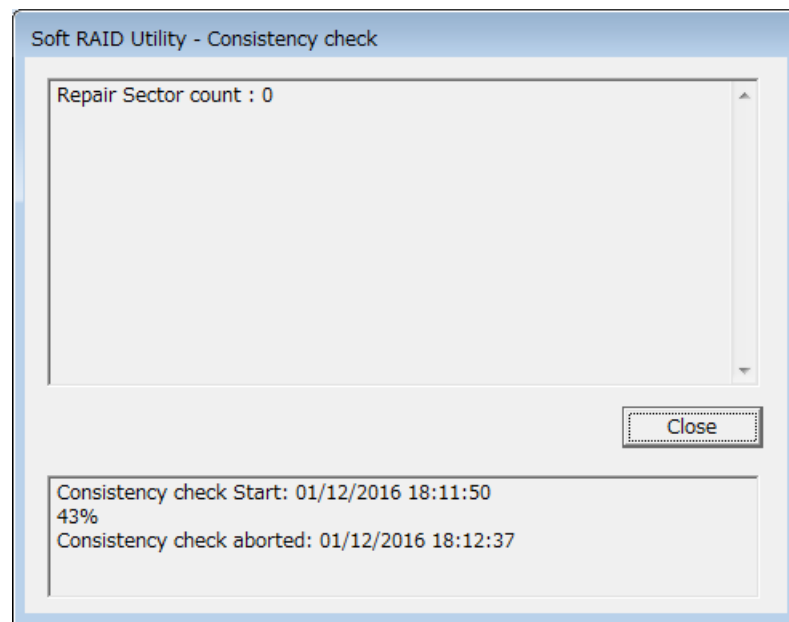 Soft RAID Utility - Consistency check
Repair Sector count : 0
Close
Consistency check Start: 01/12/2016 18:11:50
43%
Consistency check aborted: 01/12/2016 18:12:37